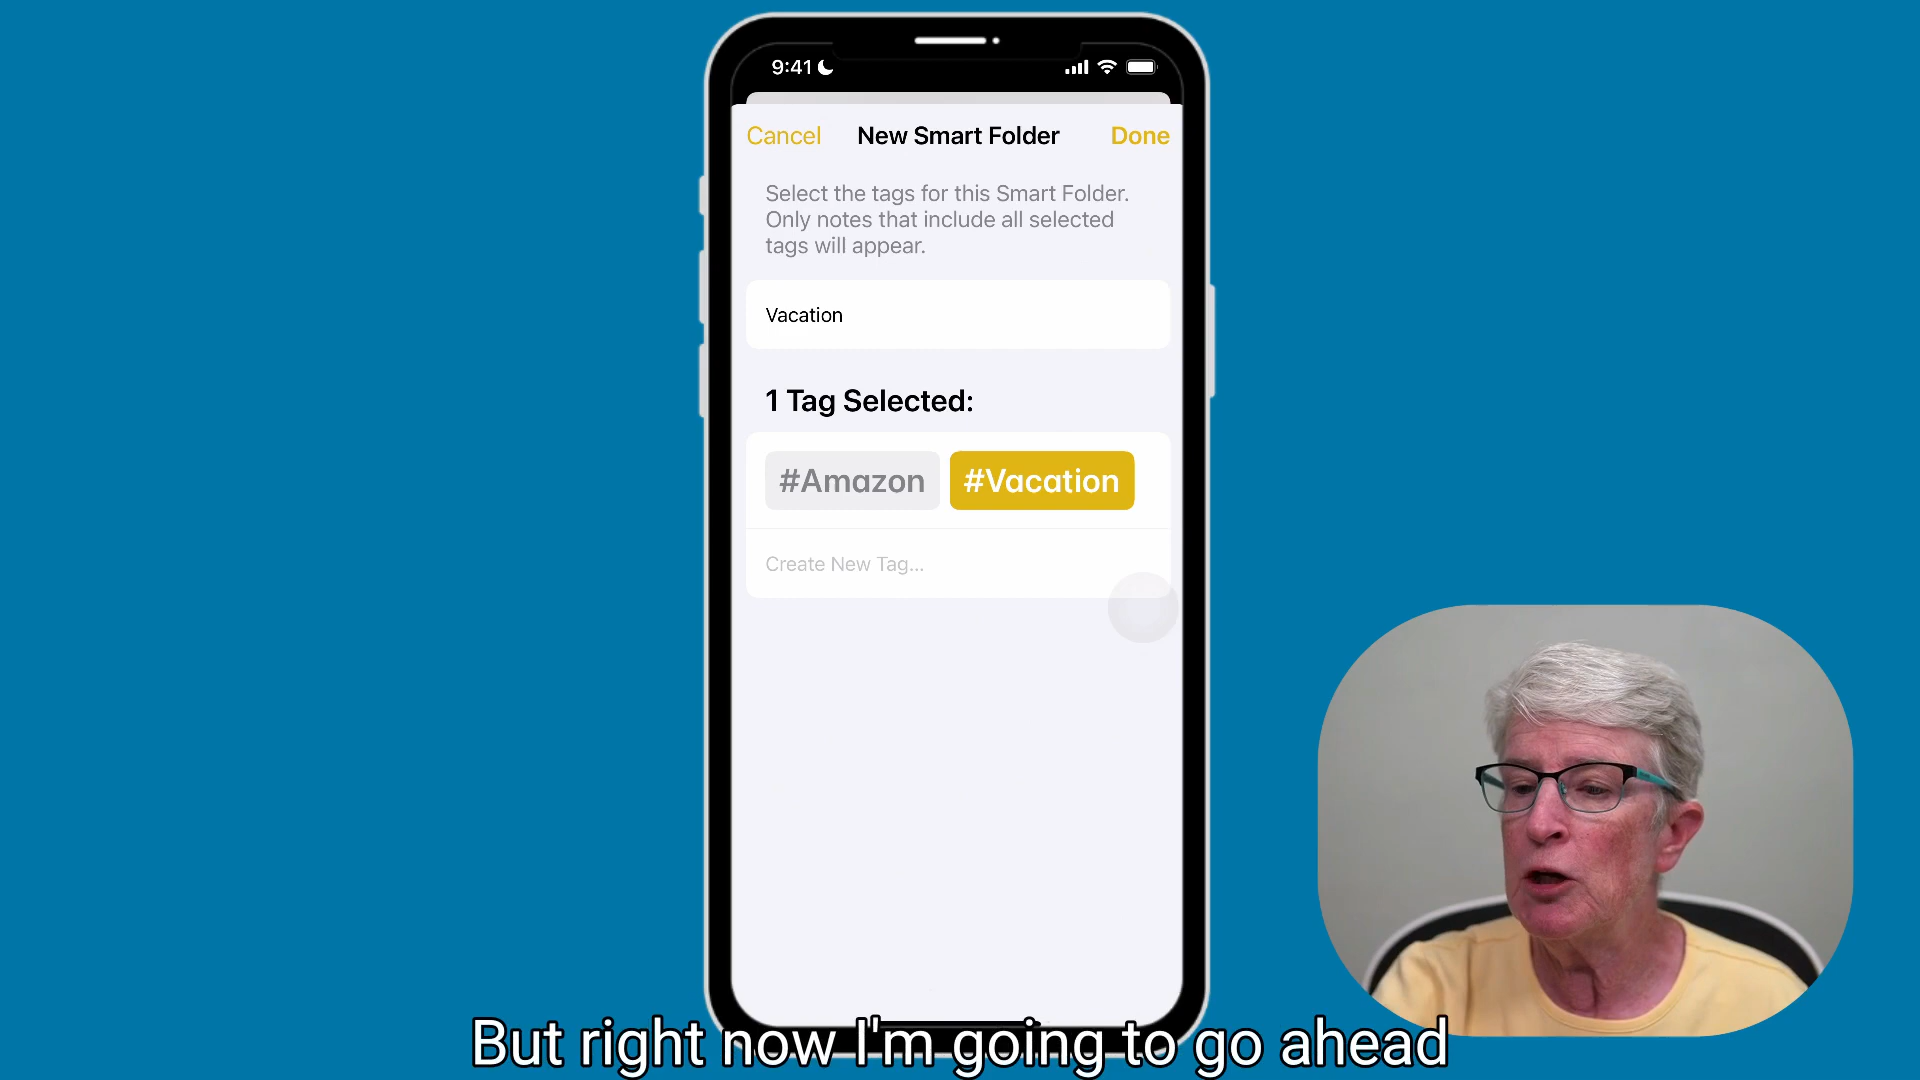 9:41
Cancel New Smart Folder Done
Select the tags for this Smart Folder.
Only notes that include all selected
tags will appear.
Vacation
1 Tag Selected:
#Amazon #Vacation
Create New Tag...
But right now I'm going to go ahead